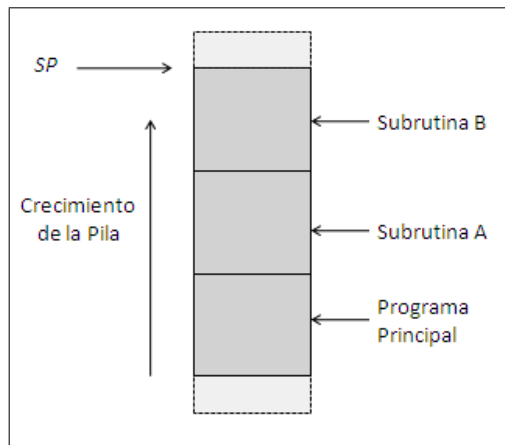 SP
Subrutina B
Crecimiento
de la Pila
Subrutina A
Programa
Principal